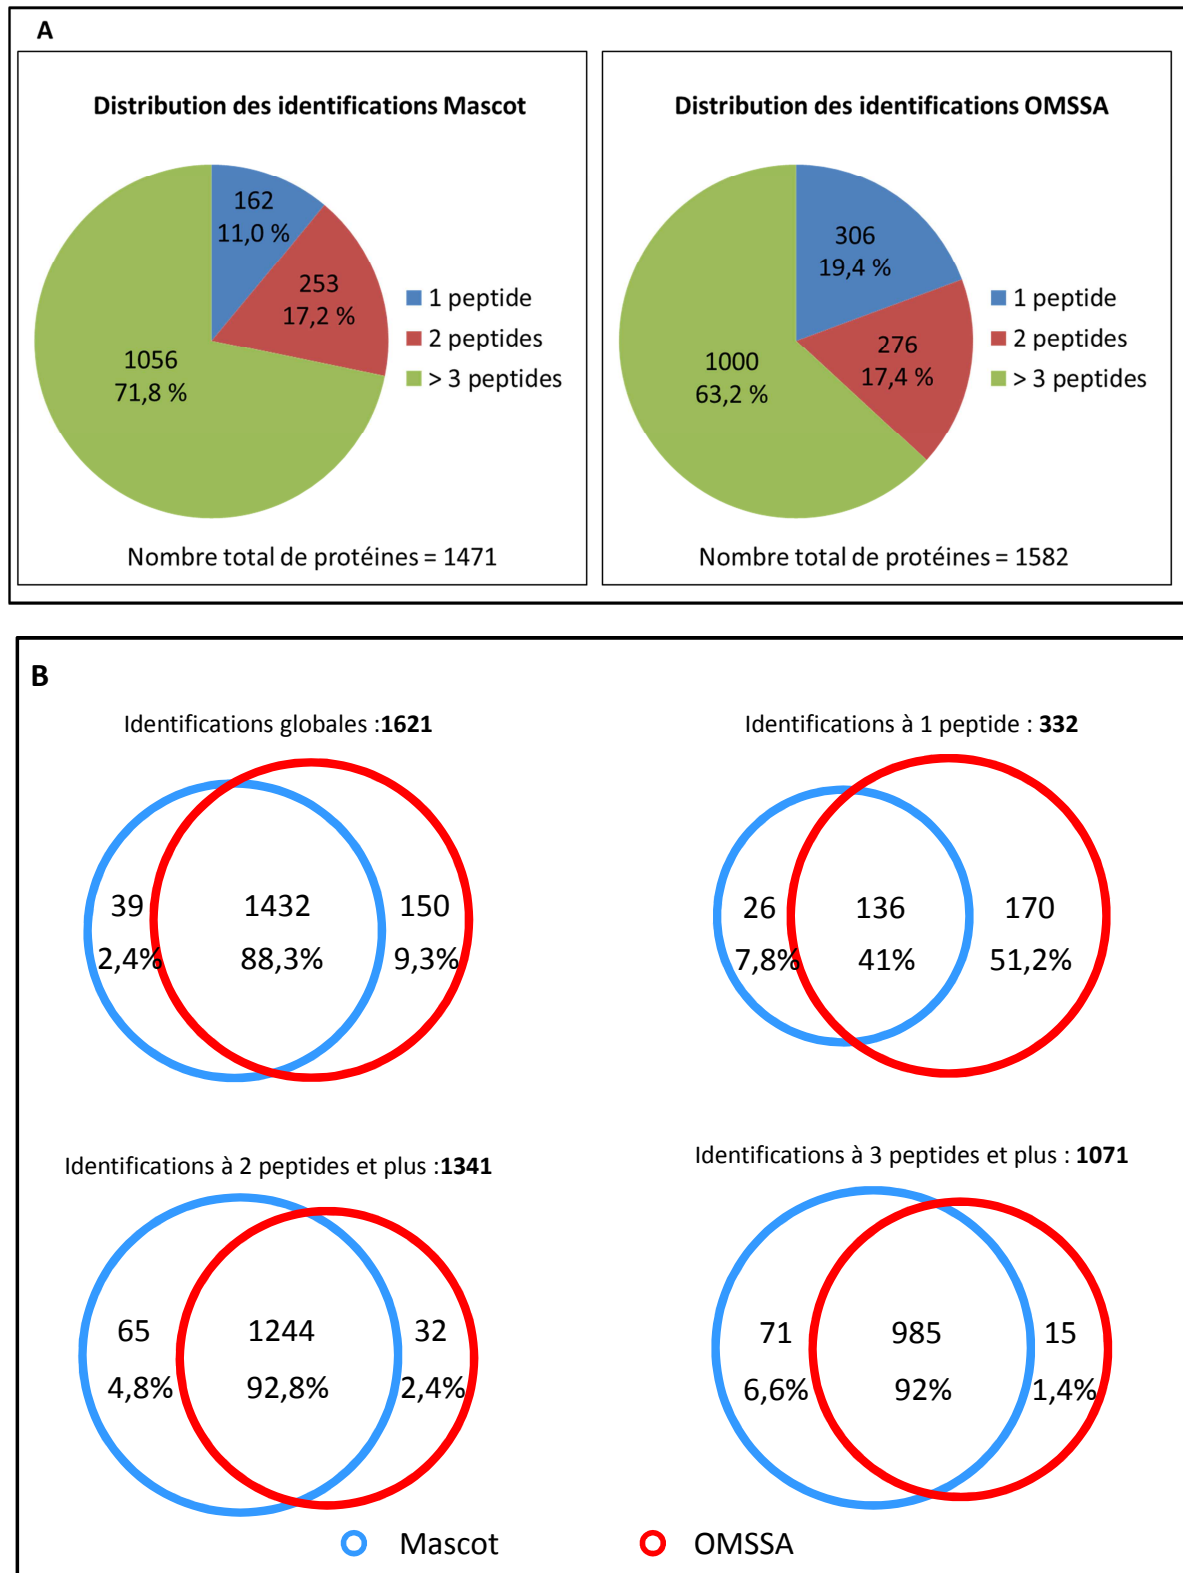 A
Distribution des identifications Mascot
162
11,0 %
253
17,2 %
1056
71,8 %
1 peptide
2 peptides
> 3 peptides
Nombre total de protéines = 1471
Distribution des identifications OMSSA
306
19,4 %
276
17,4 %
1000
63,2 %
1 peptide
2 peptides
> 3 peptides
Nombre total de protéines = 1582
B
Identifications globales :1621
39
2,4%
1432
88,3%
150
9,3%
Identifications à 1 peptide : 332
26
7,8%
136
41%
170
51,2%
Identifications à 2 peptides et plus :1341
65
4,8%
1244
92,8%
32
2,4%
Identifications à 3 peptides et plus : 1071
71
6,6%
985
92%
15
1,4%
Mascot
OMSSA